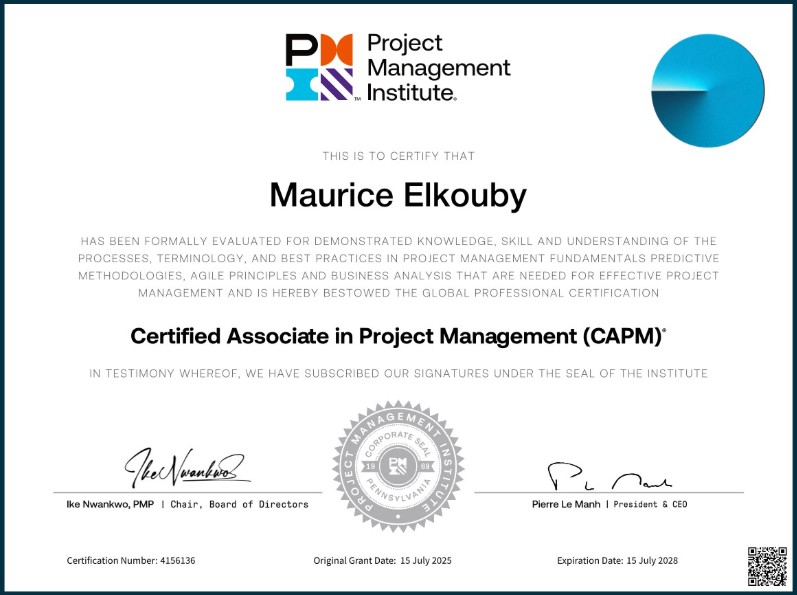 PM
Project
Management
Institute®
TM
THIS IS TO CERTIFY THAT
Maurice Elkouby
HAS BEEN FORMALLY EVALUATED FOR DEMONSTRATED KNOWLEDGE, SKILL AND UNDERSTANDING OF THE
PROCESSES, TERMINOLOGY, AND BEST PRACTICES IN PROJECT MANAGEMENT FUNDAMENTALS PREDICTIVE
METHODOLOGIES, AGILE PRINCIPLES AND BUSINESS ANALYSIS THAT ARE NEEDED FOR EFFECTIVE PROJECT
MANAGEMENT AND IS HEREBY BESTOWED THE GLOBAL PROFESSIONAL CERTIFICATION
Certified Associate in Project Management (CAPM)®
IN TESTIMONY WHEREOF, WE HAVE SUBSCRIBED OUR SIGNATURES UNDER THE SEAL OF THE INSTITUTE
PROJECT MANAGEMENT INSTITUTE
CORPORATE SEAL
19 69
PENNSYLVANIA
Ike Nwankwo
Ike Nwankwo, PMP | Chair, Board of Directors
Pierre Le Manh | President & CEO
Certification Number: 4156136
Original Grant Date: 15 July 2025
Expiration Date: 15 July 2028